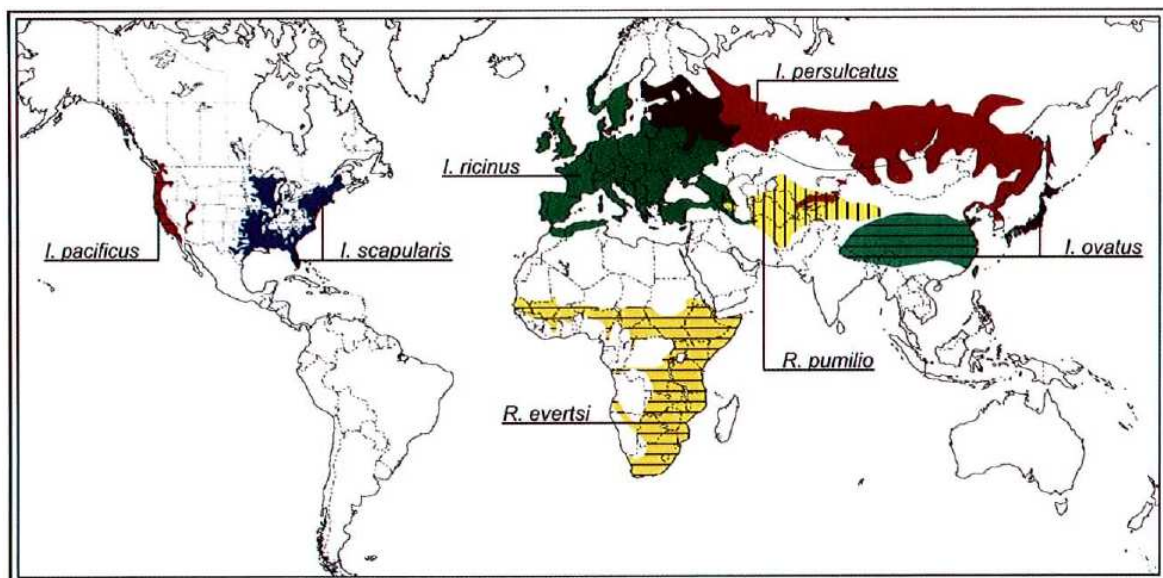 I. persulcatus
I. ricinus
I. pacificus
I. scapularis
I. ovatus
R. pumilio
R. evertsi